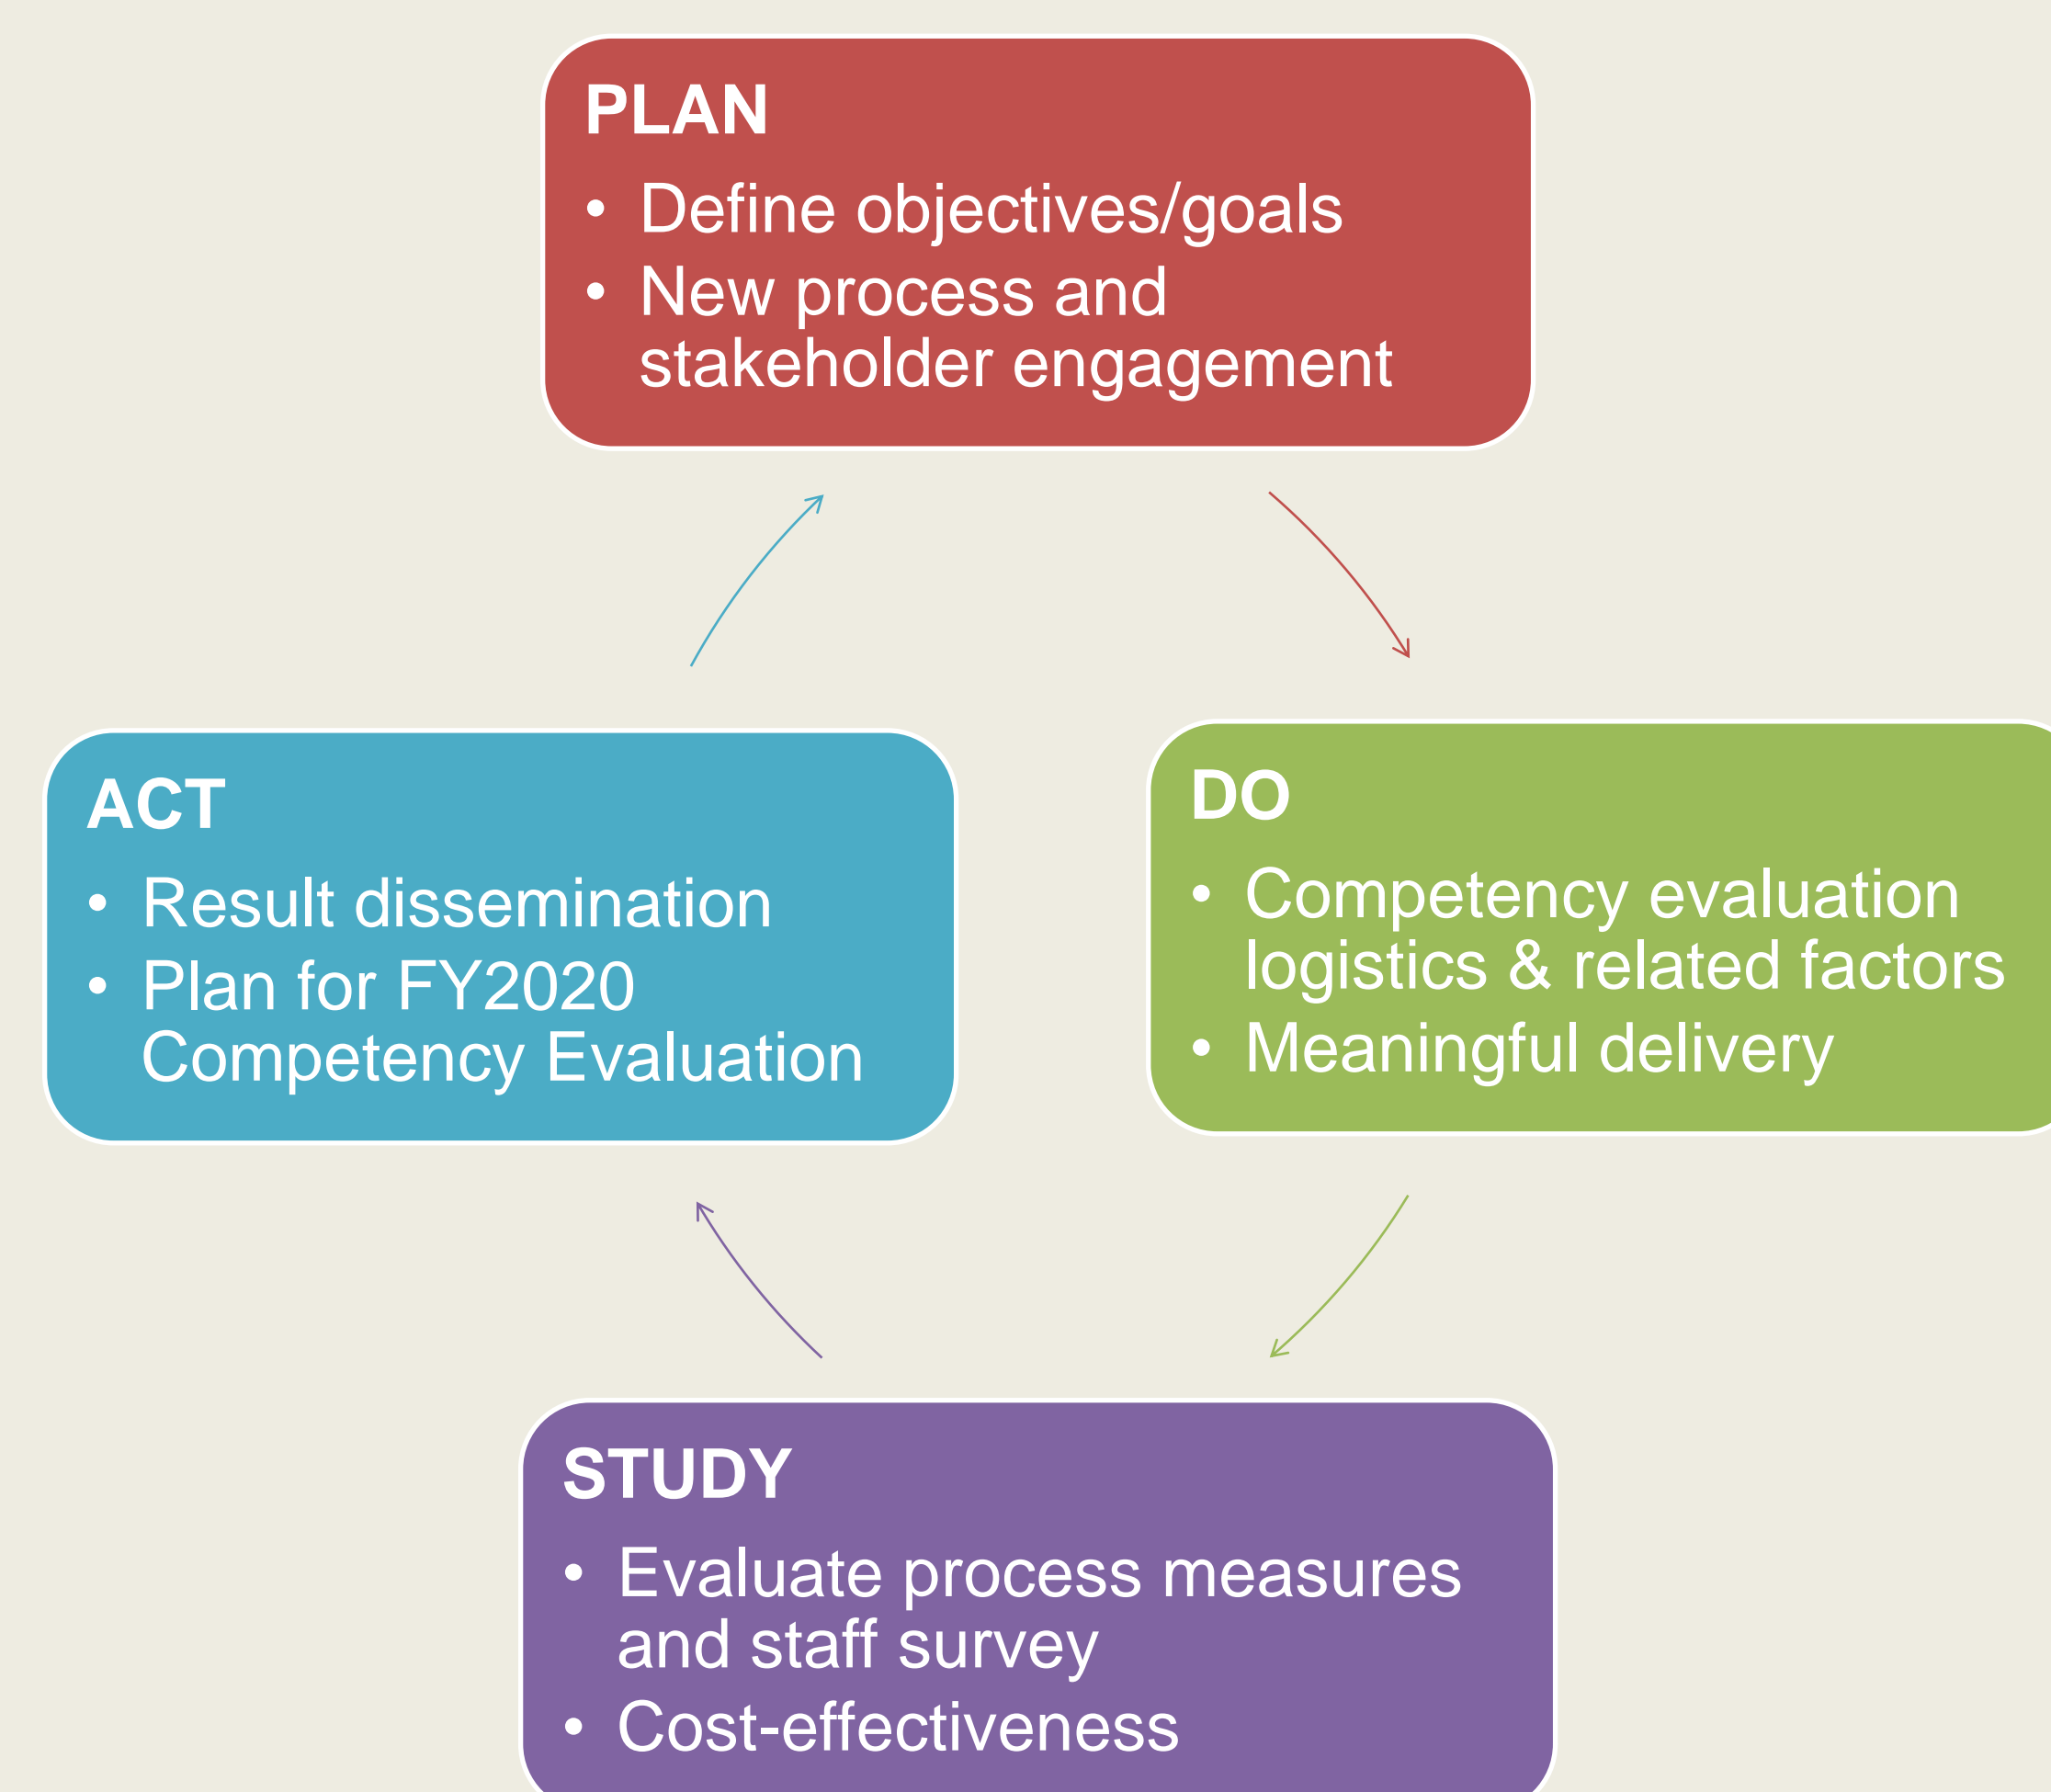 PLAN
• Define objectives/goals
• New process and
stakeholder engagement
ACT
• Result dissemination
• Plan for FY2020
Competency Evaluation
DO
• Competency evaluation
logistics & related factors
• Meaningful delivery
STUDY
• Evaluate process measures
and staff survey
• Cost-effectiveness